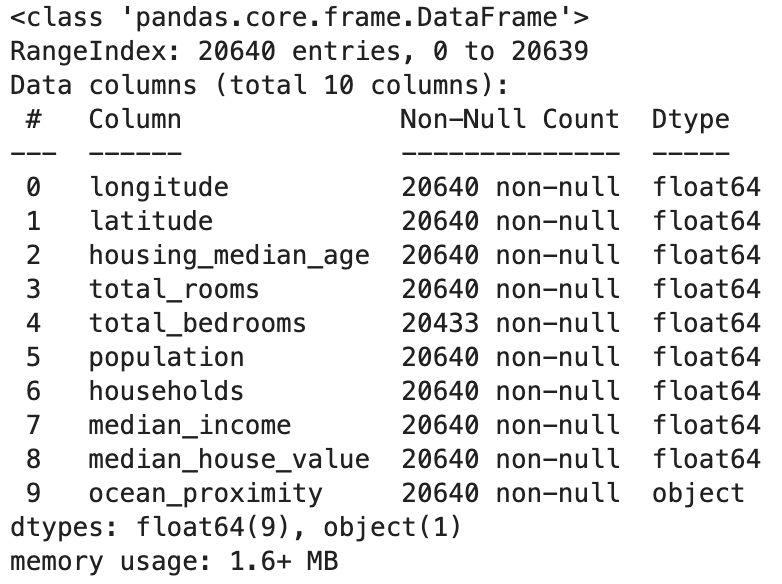 <class 'pandas.core.frame.DataFrame'>
RangeIndex: 20640 entries, 0 to 20639
Data columns (total 10 columns):
 #   Column              Non-Null Count  Dtype
---  ------              --------------  -----
 0   longitude           20640 non-null  float64
 1   latitude            20640 non-null  float64
 2   housing_median_age  20640 non-null  float64
 3   total_rooms         20640 non-null  float64
 4   total_bedrooms      20433 non-null  float64
 5   population          20640 non-null  float64
 6   households          20640 non-null  float64
 7   median_income       20640 non-null  float64
 8   median_house_value  20640 non-null  float64
 9   ocean_proximity     20640 non-null  object
dtypes: float64(9), object(1)
memory usage: 1.6+ MB